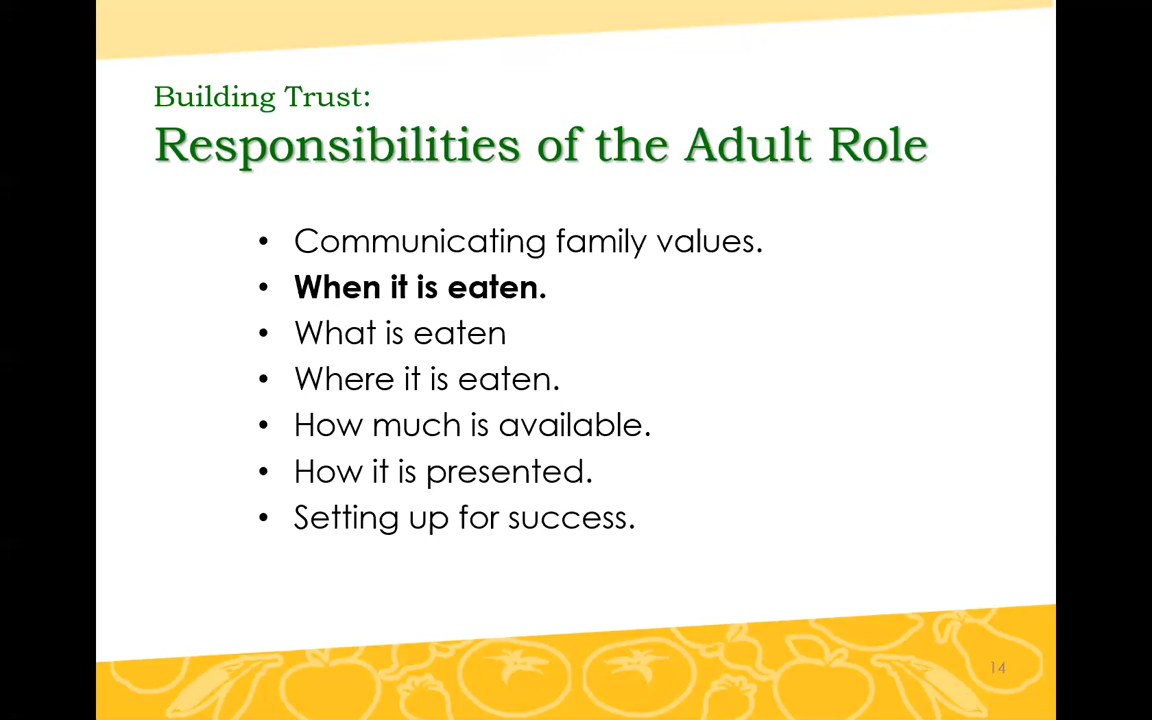 Building Trust:
Responsibilities of the Adult Role
• Communicating family values.
• When it is eaten.
• What is eaten
• Where it is eaten.
• How much is available.
• How it is presented.
• Setting up for success.
14